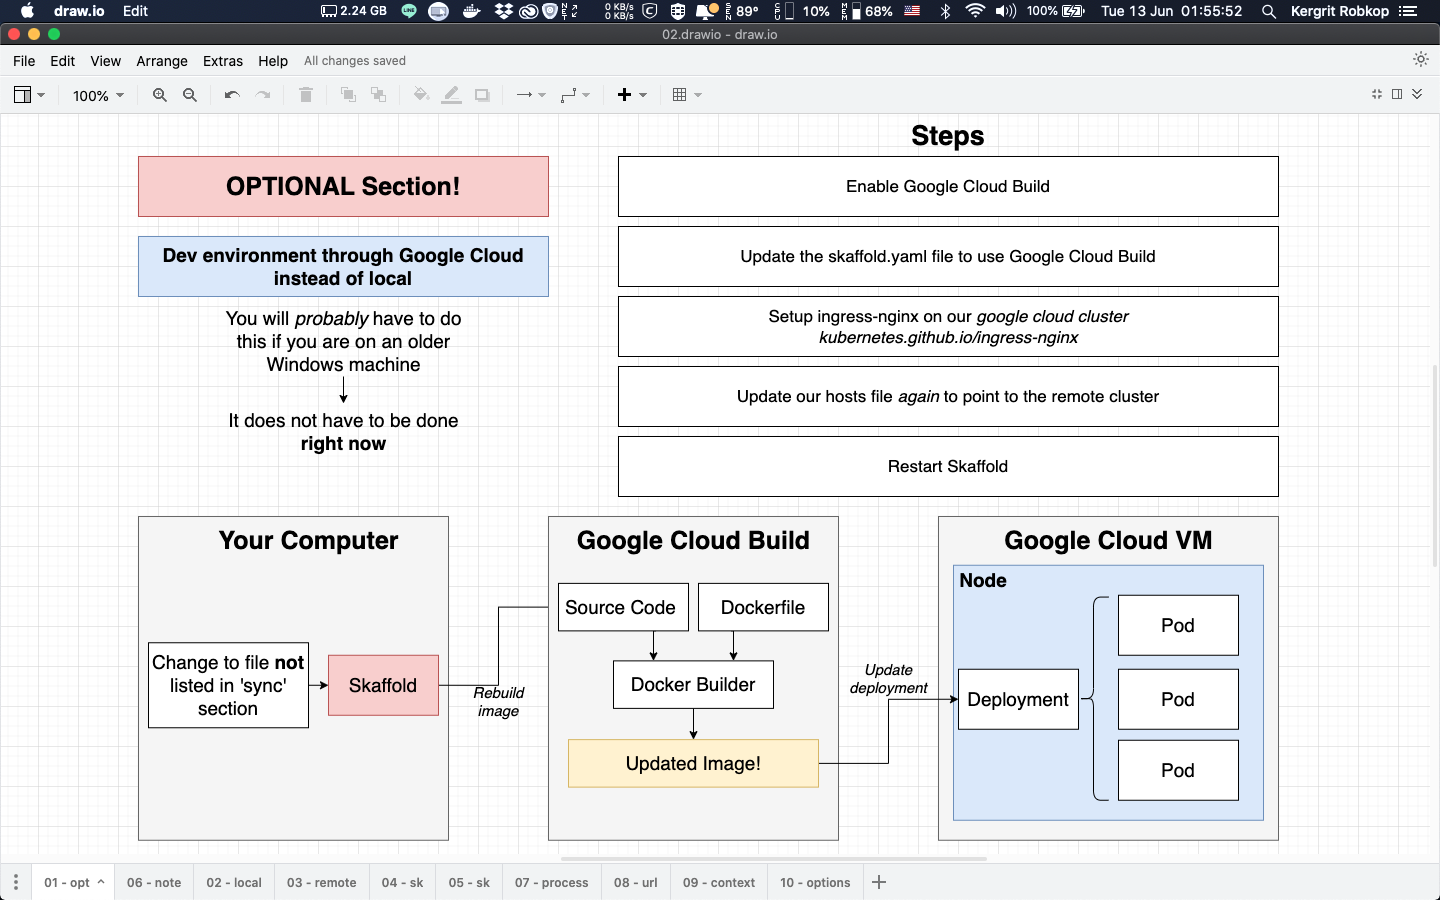 draw.io Edit 2.24 GB 0 KB/s 0 KB/s SEN 89° CPU 10% MEM 68% 100% Tue 13 Jun 01:55:52 Kergrit Robkop
02.drawio - draw.io
File Edit View Arrange Extras Help All changes saved
100%
Steps
OPTIONAL Section!
Dev environment through Google Cloud
instead of local
You will probably have to do
this if you are on an older
Windows machine
It does not have to be done
right now
Enable Google Cloud Build
Update the skaffold.yaml file to use Google Cloud Build
Setup ingress-nginx on our google cloud cluster
kubernetes.github.io/ingress-nginx
Update our hosts file again to point to the remote cluster
Restart Skaffold
Your Computer
Change to file not
listed in 'sync'
section
Skaffold
Rebuild
image
Google Cloud Build
Source Code
Dockerfile
Docker Builder
Updated Image!
Update
deployment
Google Cloud VM
Node
Deployment
Pod
Pod
Pod
01 - opt 06 - note 02 - local 03 - remote 04 - sk 05 - sk 07 - process 08 - url 09 - context 10 - options